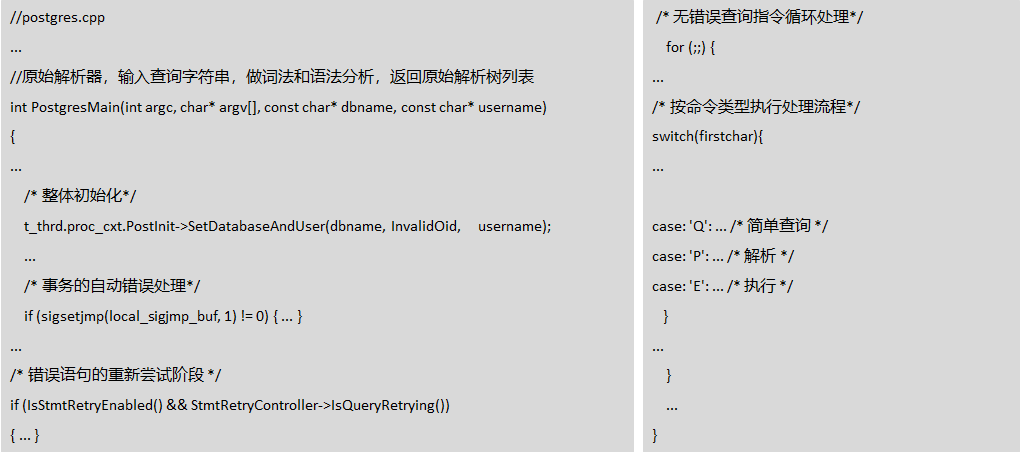 //postgres.cpp
...
//原始解析器，输入查询字符串，做词法和语法分析，返回原始解析树列表
int PostgresMain(int argc, char* argv[], const char* dbname, const char* username)
{
...
/* 整体初始化*/
t_thrd.proc_cxt.PostInit->SetDatabaseAndUser(dbname, InvalidOid, username);
...
/* 事务的自动错误处理*/
if (sigsetjmp(local_sigjmp_buf, 1) != 0) { ... }
...
/* 错误语句的重新尝试阶段 */
if (IsStmtRetryEnabled() && StmtRetryController->IsQueryRetrying())
{ ... }
/* 无错误查询指令循环处理*/
for (;;) {
...
/* 按命令类型执行处理流程*/
switch(firstchar){
...
case: 'Q': ... /* 简单查询 */
case: 'P': ... /* 解析 */
case: 'E': ... /* 执行 */
}
...
}
...
}